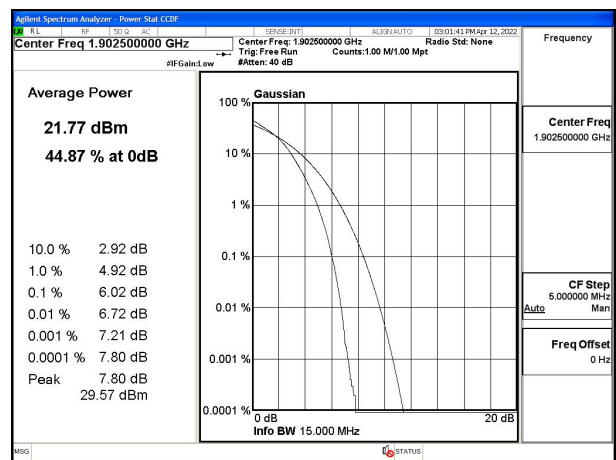 Agilent Spectrum Analyzer - Power Stat CCDF
RL RF 50 Ω AC SENSE:INT ALIGN AUTO 03:01:41 PM Apr 12, 2022
Center Freq 1.902500000 GHz
Center Freq: 1.902500000 GHz Radio Std: None
Trig: Free Run Counts:1.00 M/1.00 Mpt
#IFGain:Low #Atten: 40 dB
Frequency
Average Power
21.77 dBm
44.87 % at 0dB
10.0 % 2.92 dB
1.0 % 4.92 dB
0.1 % 6.02 dB
0.01 % 6.72 dB
0.001 % 7.21 dB
0.0001 % 7.80 dB
Peak 7.80 dB
29.57 dBm
Gaussian
100 %
10 %
1 %
0.1 %
0.01 %
0.001 %
0.0001 %
0 dB 20 dB
Info BW 15.000 MHz
Center Freq
1.902500000 GHz
CF Step
5.000000 MHz
Auto Man
Freq Offset
0 Hz
MSG STATUS